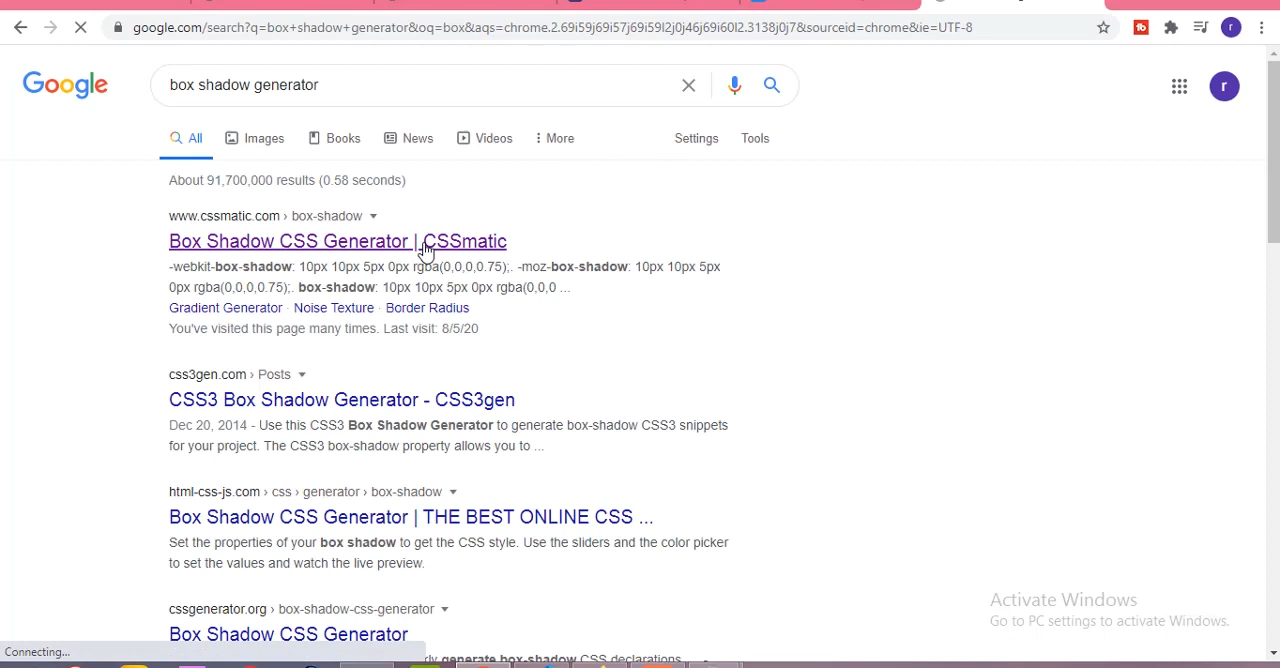 google.com/search?q=box+shadow+generator&oq=box&aqs=chrome.2.69i59j69i57j69i59l2j0j46j69i60l2.3138j0j7&sourceid=chrome&ie=UTF-8
r
Google
box shadow generator
r
All
Images
Books
News
Videos
More
Settings
Tools
About 91,700,000 results (0.58 seconds)
www.cssmatic.com › box-shadow
Box Shadow CSS Generator | CSSmatic
-webkit-box-shadow: 10px 10px 5px 0px rgba(0,0,0,0.75);. -moz-box-shadow: 10px 10px 5px
0px rgba(0,0,0,0.75);. box-shadow: 10px 10px 5px 0px rgba(0,0,0 ...
Gradient Generator · Noise Texture · Border Radius
You've visited this page many times. Last visit: 8/5/20
css3gen.com › Posts
CSS3 Box Shadow Generator - CSS3gen
Dec 20, 2014 - Use this CSS3 Box Shadow Generator to generate box-shadow CSS3 snippets
for your project. The CSS3 box-shadow property allows you to ...
html-css-js.com › css › generator › box-shadow
Box Shadow CSS Generator | THE BEST ONLINE CSS ...
Set the properties of your box shadow to get the CSS style. Use the sliders and the color picker
to set the values and watch the live preview.
cssgenerator.org › box-shadow-css-generator
Box Shadow CSS Generator
generate box-shadow CSS declarations
Activate Windows
Go to PC settings to activate Windows.
Connecting...